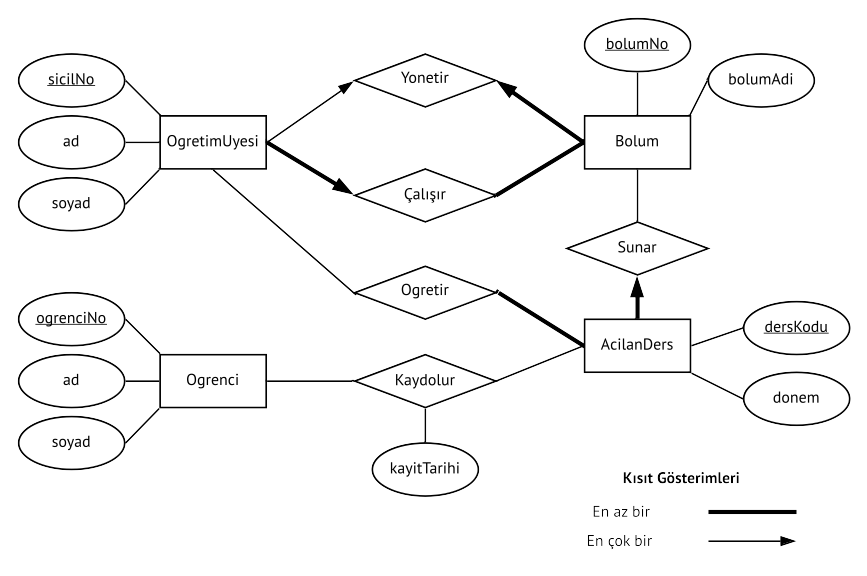 bolumNo
sicilNo
Yonetir
bolumAdi
ad
OgretimUyesi
Bolum
soyad
Çalışır
Sunar
Ogretir
ogrenciNo
dersKodu
AcilanDers
ad
Ogrenci
Kaydolur
donem
soyad
kayitTarihi
Kısıt Gösterimleri
En az bir
En çok bir